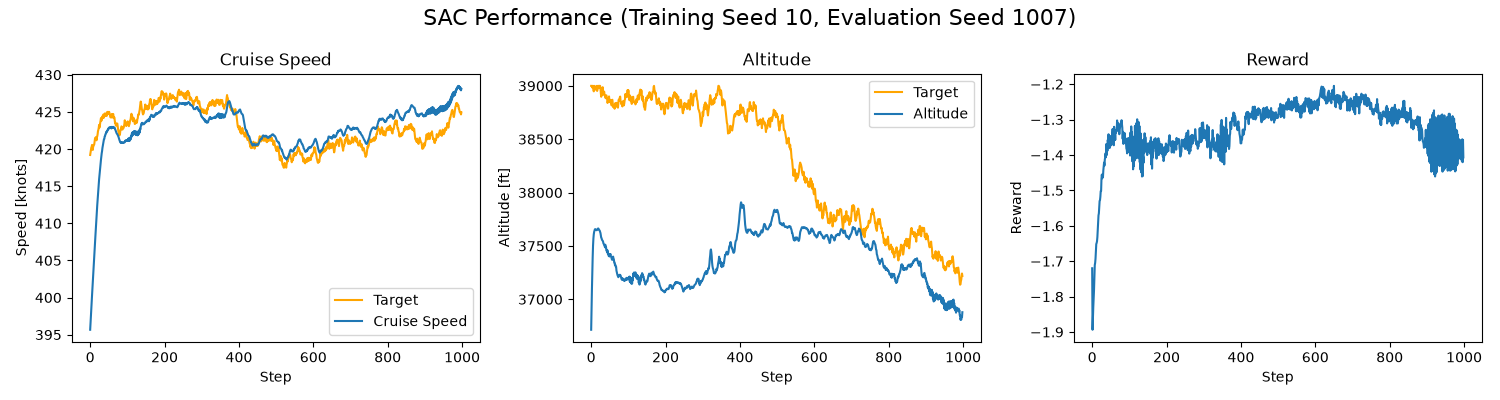 SAC Performance (Training Seed 10, Evaluation Seed 1007)
Cruise Speed
Speed [knots]
430
425
420
415
410
405
400
395
0 200 400 600 800 1000
Step
Target
Cruise Speed
Altitude
Altitude [ft]
39000
38500
38000
37500
37000
0 200 400 600 800 1000
Step
Target
Altitude
Reward
Reward
−1.2
−1.3
−1.4
−1.5
−1.6
−1.7
−1.8
−1.9
0 200 400 600 800 1000
Step